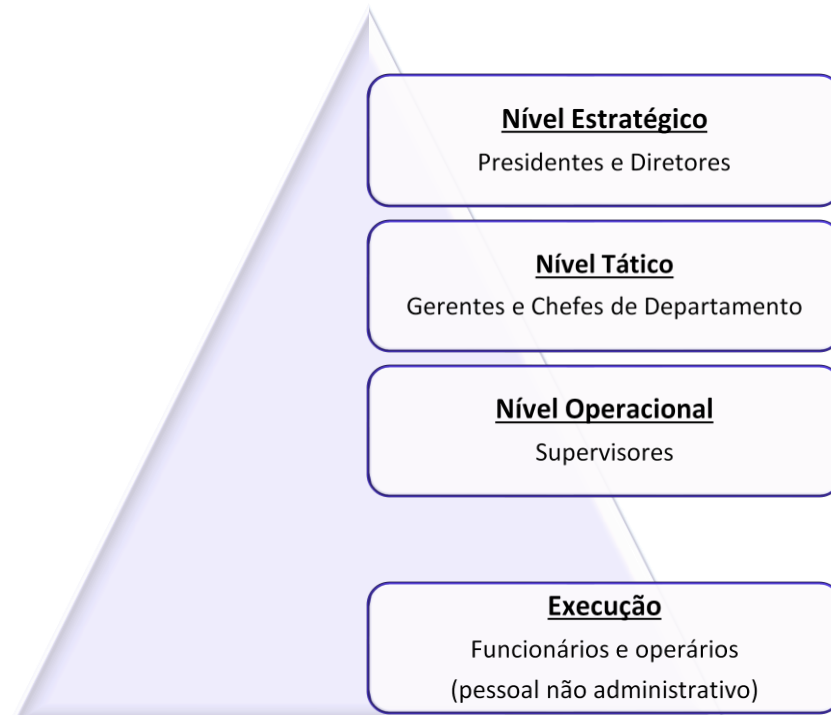 Nível Estratégico
Presidentes e Diretores
Nível Tático
Gerentes e Chefes de Departamento
Nível Operacional
Supervisores
Execução
Funcionários e operários
(pessoal não administrativo)